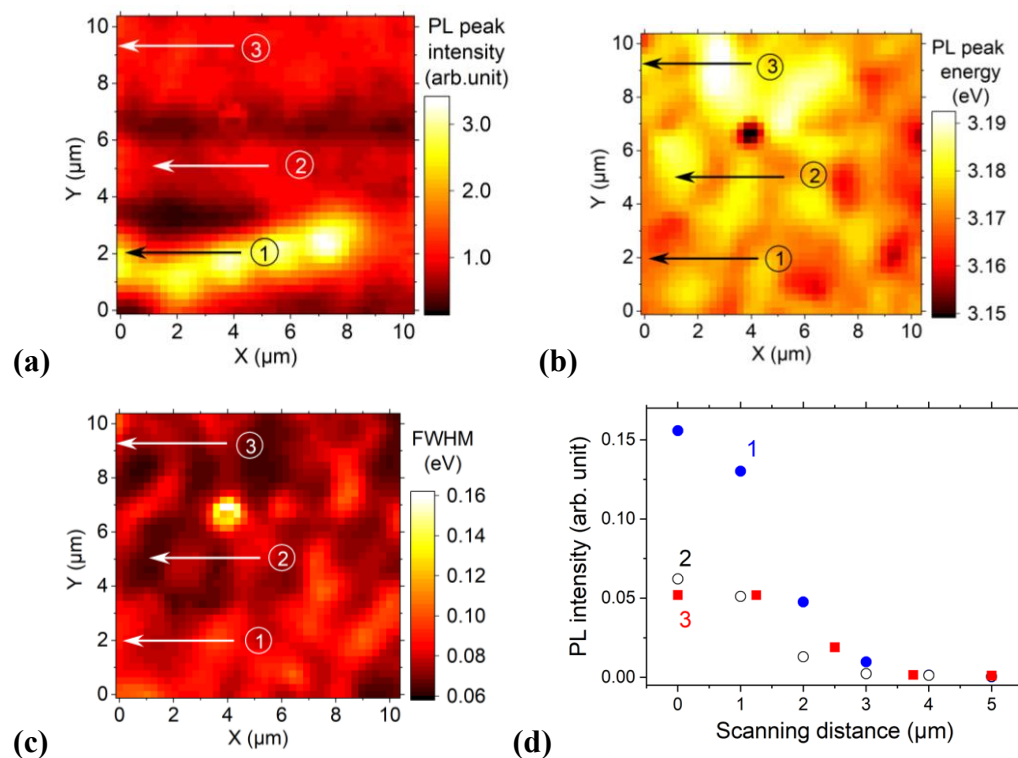 PL peak
intensity
(arb.unit)
3.0
2.0
1.0
10
8
6
4
2
0
Y (µm)
0 2 4 6 8 10
X (µm)
③
②
①
(a)
PL peak
energy
(eV)
3.19
3.18
3.17
3.16
3.15
10
8
6
4
2
0
Y (µm)
0 2 4 6 8 10
X (µm)
③
②
①
(b)
FWHM
(eV)
0.16
0.14
0.12
0.10
0.08
0.06
10
8
6
4
2
0
Y (µm)
0 2 4 6 8 10
X (µm)
③
②
①
(c)
PL intensity (arb. unit)
0.15
0.10
0.05
0.00
1
2
3
0 1 2 3 4 5
Scanning distance (µm)
(d)